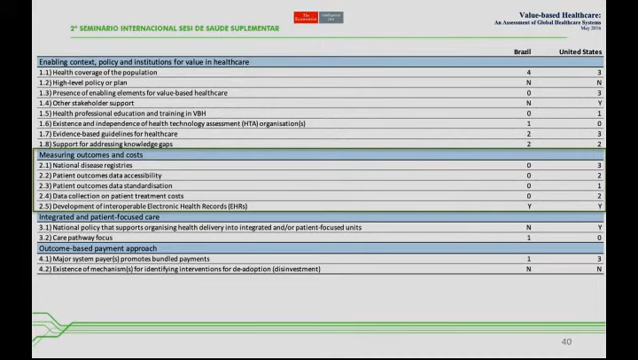 2º SEMINÁRIO INTERNACIONAL SESI DE SAÚDE SUPLEMENTAR
The Economist
Value-based Healthcare:
An Assessment of Global Healthcare Systems
May 2016
Brazil United States
Enabling context, policy and institutions for value in healthcare
1.1) Health coverage of the population 4 3
1.2) High-level policy or plan N N
1.3) Presence of enabling elements for value-based healthcare 0 3
1.4) Other stakeholder support N Y
1.5) Health professional education and training in VBH 0 1
1.6) Existence and independence of health technology assessment (HTA) organisation(s) 1 0
1.7) Evidence-based guidelines for healthcare 2 3
1.8) Support for addressing knowledge gaps 2 2
Measuring outcomes and costs
2.1) National disease registries 0 3
2.2) Patient outcomes data accessibility 0 2
2.3) Patient outcomes data standardisation 0 1
2.4) Data collection on patient treatment costs 0 2
2.5) Development of interoperable Electronic Health Records (EHRs) Y Y
Integrated and patient-focused care
3.1) National policy that supports organising health delivery into integrated and/or patient-focused units N Y
3.2) Care pathway focus 1 0
Outcome-based payment approach
4.1) Major system payer(s) promotes bundled payments 1 3
4.2) Existence of mechanism(s) for identifying interventions for de-adoption (disinvestment) N N
40